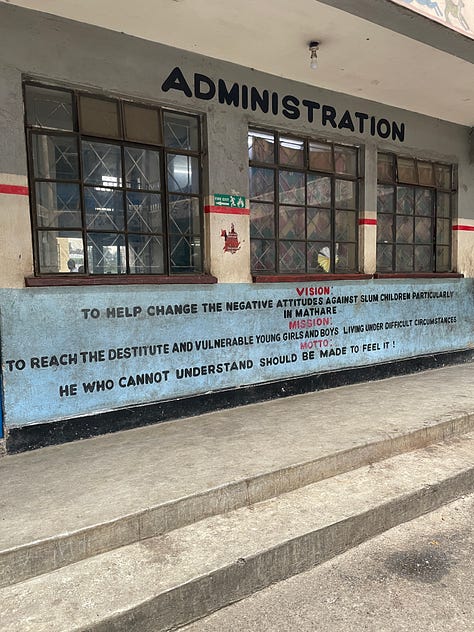 ADMINISTRATION
VISION:
TO HELP CHANGE THE NEGATIVE ATTITUDES AGAINST SLUM CHILDREN PARTICULARLY
IN MATHARE
MISSION:
TO REACH THE DESTITUTE AND VULNERABLE YOUNG GIRLS AND BOYS LIVING UNDER DIFFICULT CIRCUMSTANCES
MOTTO:
HE WHO CANNOT UNDERSTAND SHOULD BE MADE TO FEEL IT !